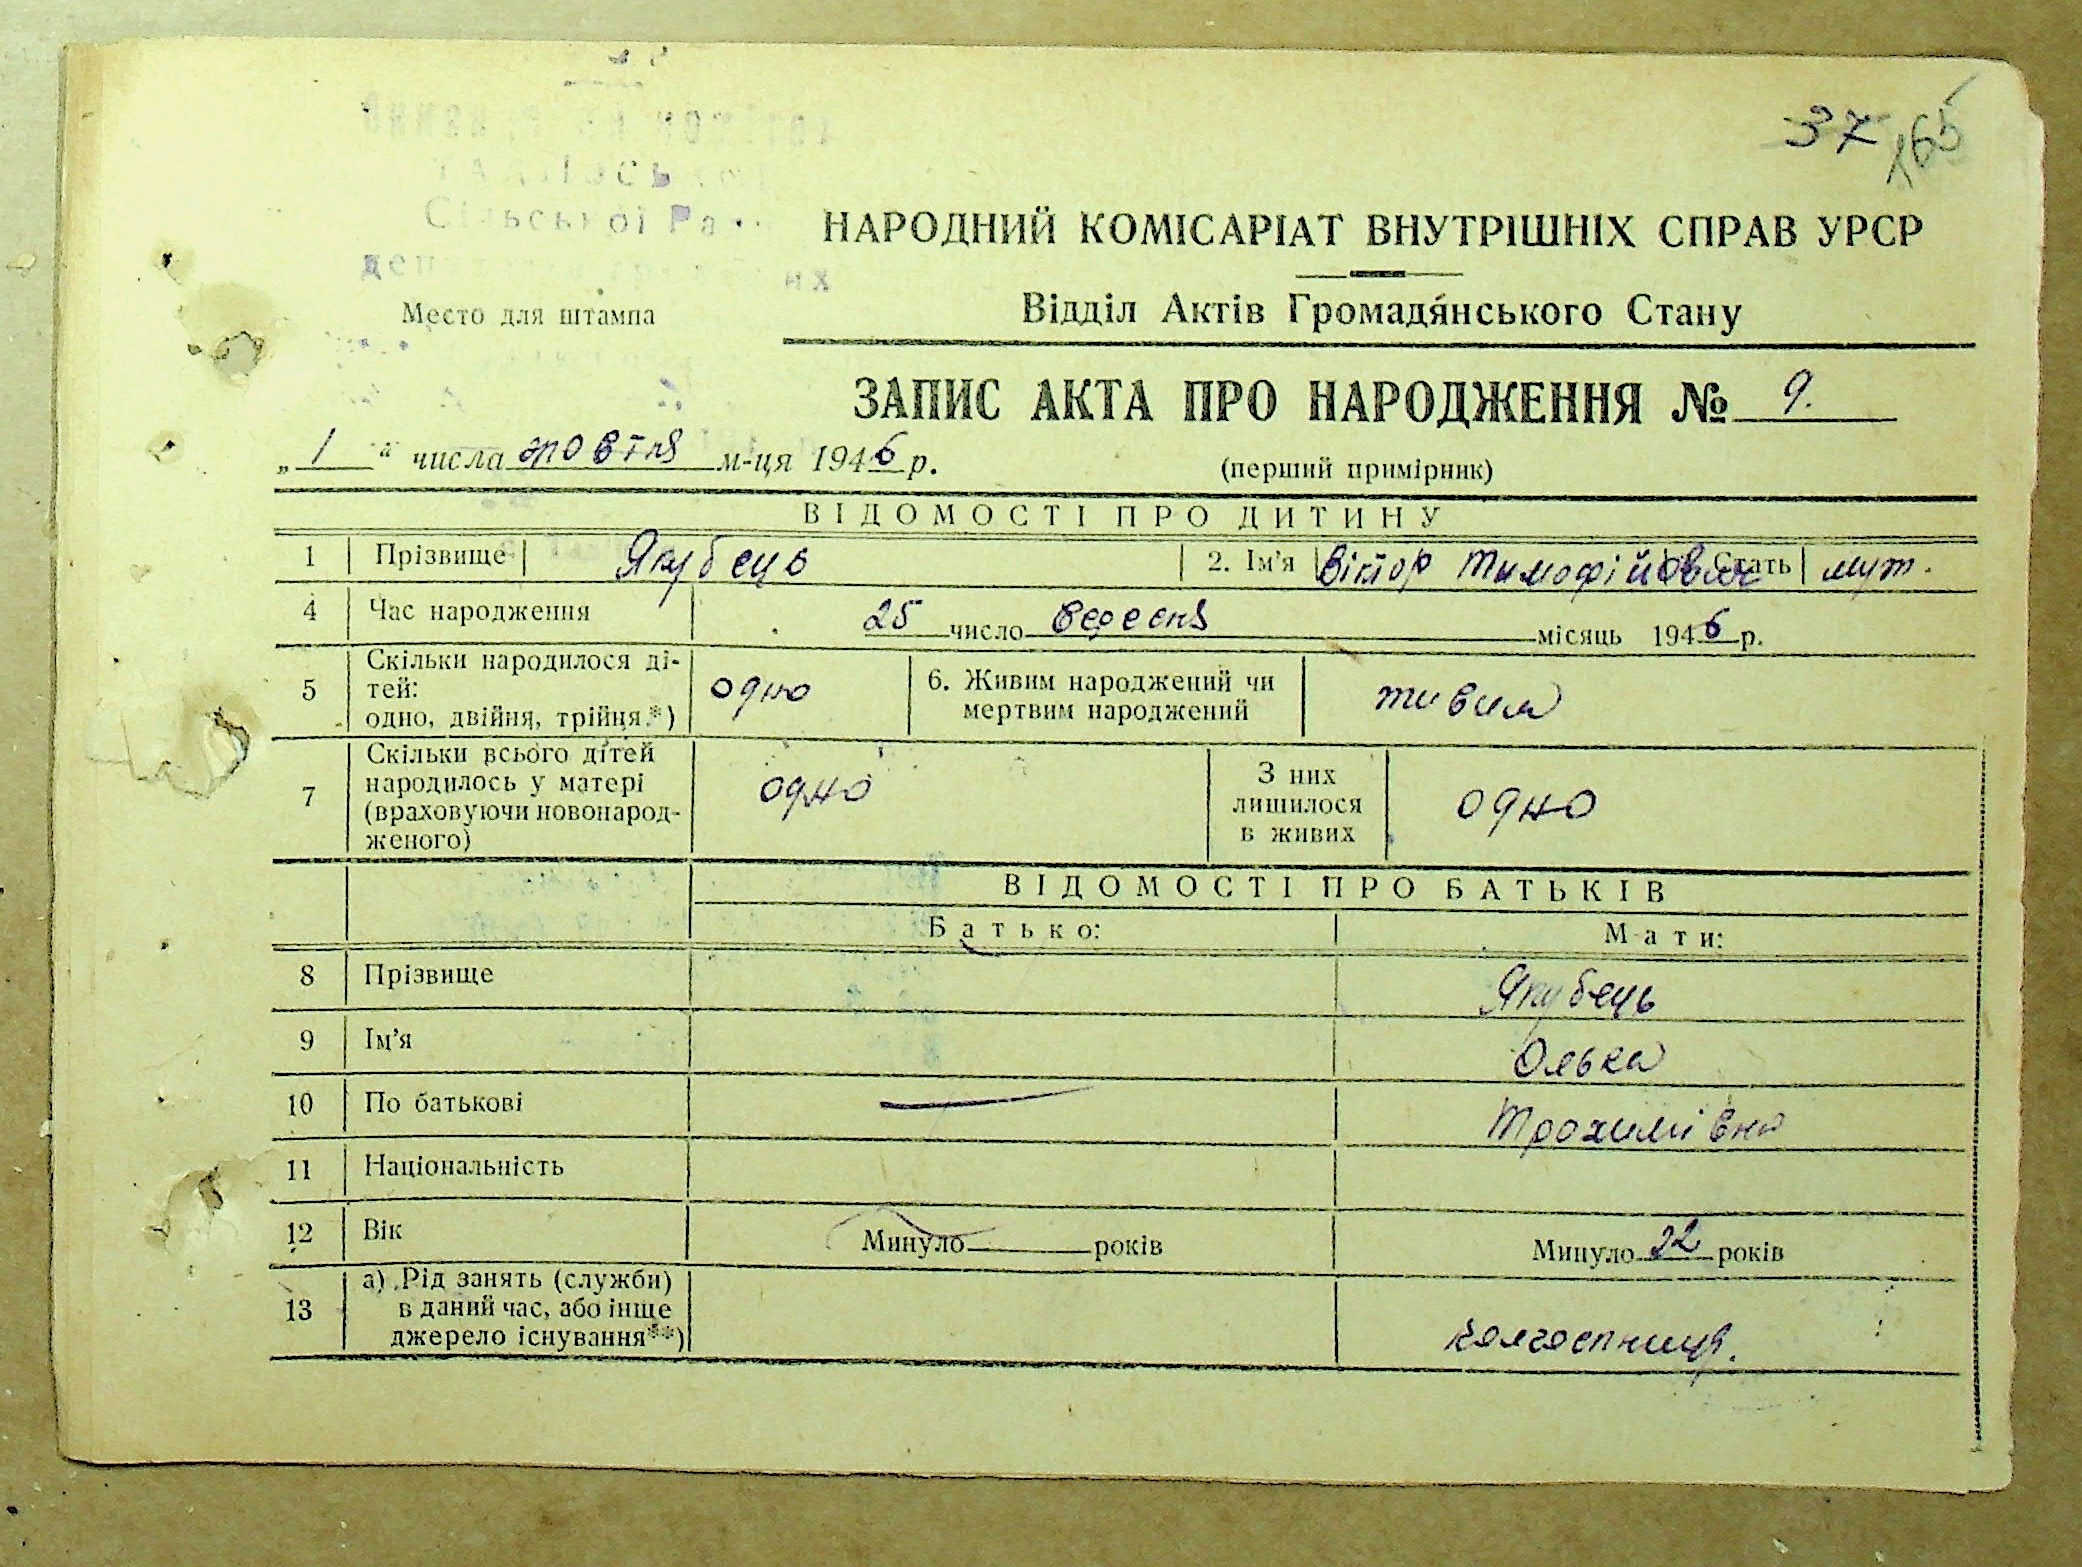 37 165
Сільської Ра
НАРОДНИЙ КОМІСАРІАТ ВНУТРІШНІХ СПРАВ УРСР
Место для штампа
Відділ Актів Громадянського Стану
ЗАПИС АКТА ПРО НАРОДЖЕННЯ № 9.
„ 1 “ числа жовтня м-ця 1946 р.
(перший примірник)
ВІДОМОСТІ ПРО ДИТИНУ
1 Прізвище Якубець 2. Ім'я Віктор Тимофійович Стать муж.
4 Час народження 25 число вересня місяць 1946 р.
5 Скільки народилося ді-
тей:
одно, двійня, трійця*) одно 6. Живим народжений чи
мертвим народжений живим
7 Скільки всього дітей
народилось у матері
(враховуючи новонарод-
женого) одно З них
лишилося
в живих одно
ВІДОМОСТІ ПРО БАТЬКІВ
Батько: Мати:
8 Прізвище Якубець
9 Ім'я Олька
10 По батькові — Трохимівна
11 Національність
12 Вік Минуло років Минуло 22 років
13 а) Рід занять (служби)
в даний час, або інше
джерело існування**) колгоспниця.